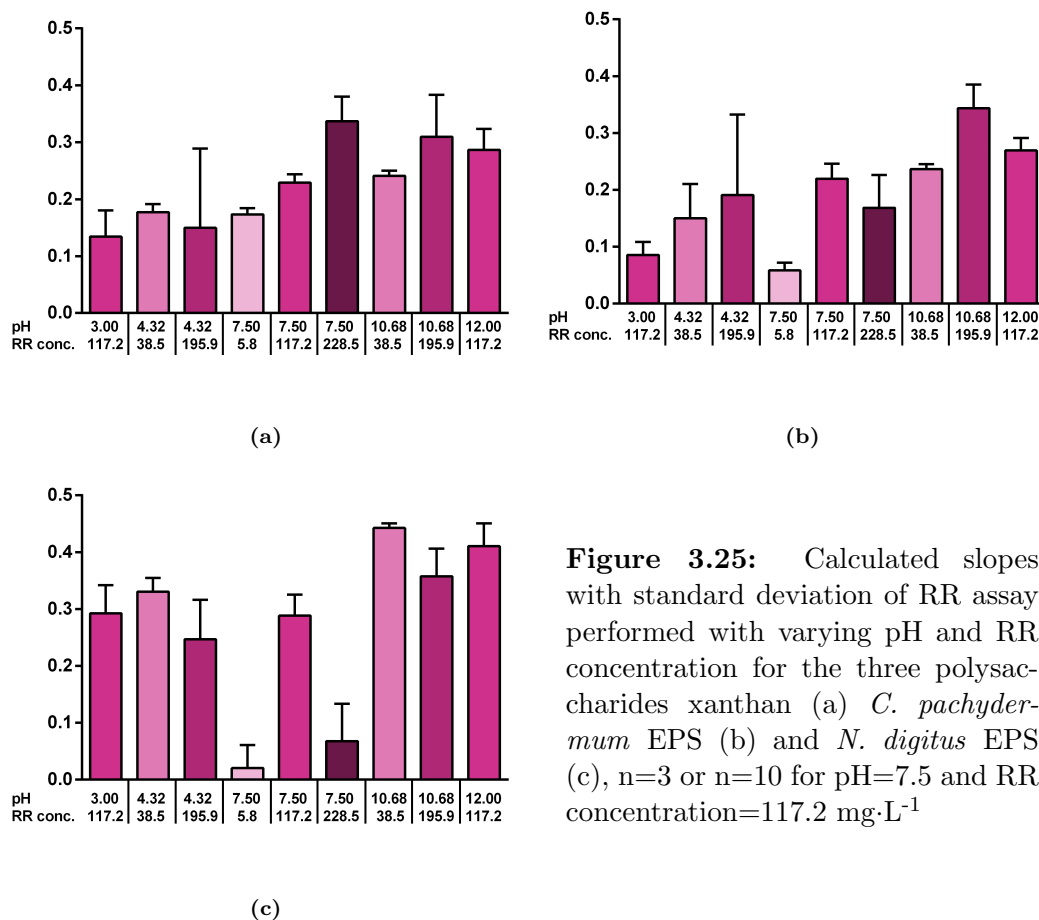 0.5
0.4
0.3
0.2
0.1
0.0
pH 3.00 4.32 4.32 7.50 7.50 7.50 10.68 10.68 12.00
RR conc. 117.2 38.5 195.9 5.8 117.2 228.5 38.5 195.9 117.2
(a)
0.5
0.4
0.3
0.2
0.1
0.0
pH 3.00 4.32 4.32 7.50 7.50 7.50 10.68 10.68 12.00
RR conc. 117.2 38.5 195.9 5.8 117.2 228.5 38.5 195.9 117.2
(b)
0.5
0.4
0.3
0.2
0.1
0.0
pH 3.00 4.32 4.32 7.50 7.50 7.50 10.68 10.68 12.00
RR conc. 117.2 38.5 195.9 5.8 117.2 228.5 38.5 195.9 117.2
(c)
Figure 3.25: Calculated slopes
with standard deviation of RR assay
performed with varying pH and RR
concentration for the three polysac-
charides xanthan (a) C. pachyder-
mum EPS (b) and N. digitus EPS
(c), n=3 or n=10 for pH=7.5 and RR
concentration=117.2 mg·L-1